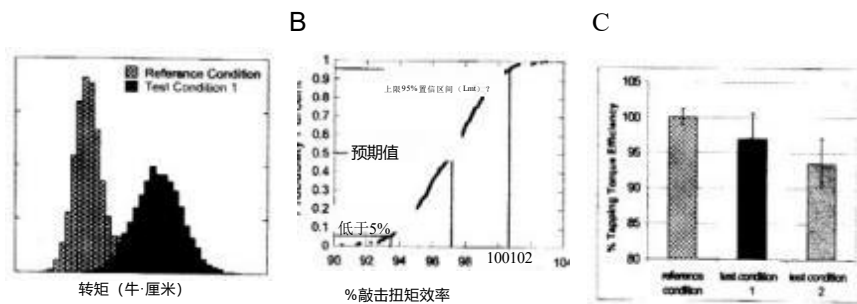 B
C
Reference Condition
Test Condition 1
转矩（牛·厘米）
1
0.9
0.8
0.7
0.6
0.5
0.4
0.3
0.2
0.1
0
上限95%置信区间（Lmt）?
预期值
低于5%
90
92
94
96
98
100102
104
%敲击扭矩效率
% Tapping Torque Efficiency
105
100
95
90
85
80
reference condition
test condition 1
test condition 2